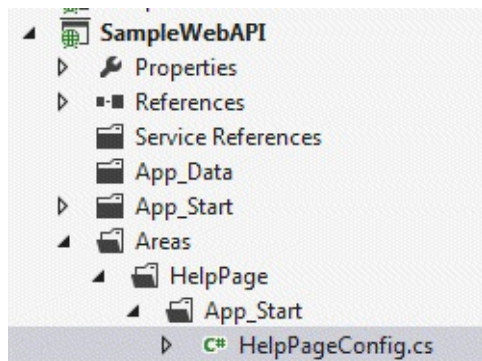 SampleWebAPI
Properties
References
Service References
App_Data
App_Start
Areas
HelpPage
App_Start
C# HelpPageConfig.cs